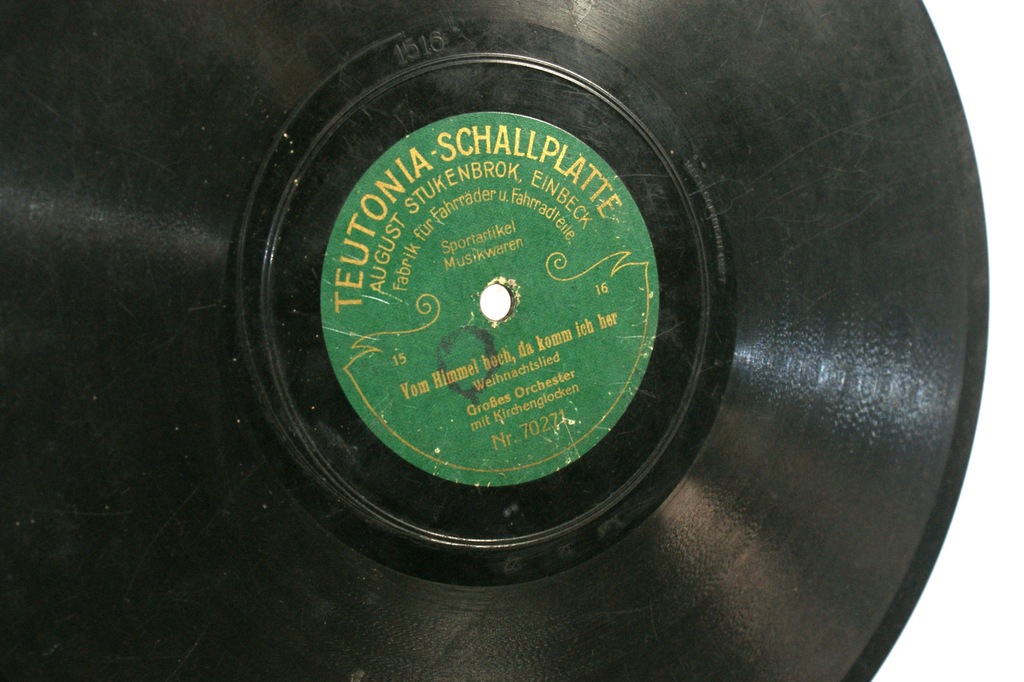 1516
TEUTONIA-SCHALLPLATTE
AUGUST STUKENBROK, EINBECK
Fabrik für Fahrräder u. Fahrradteile,
Sportartikel
Musikwaren
16
15
Vom Himmel hoch, da komm ich her
Weihnachtslied
Großes Orchester
mit Kirchenglocken
Nr. 70271